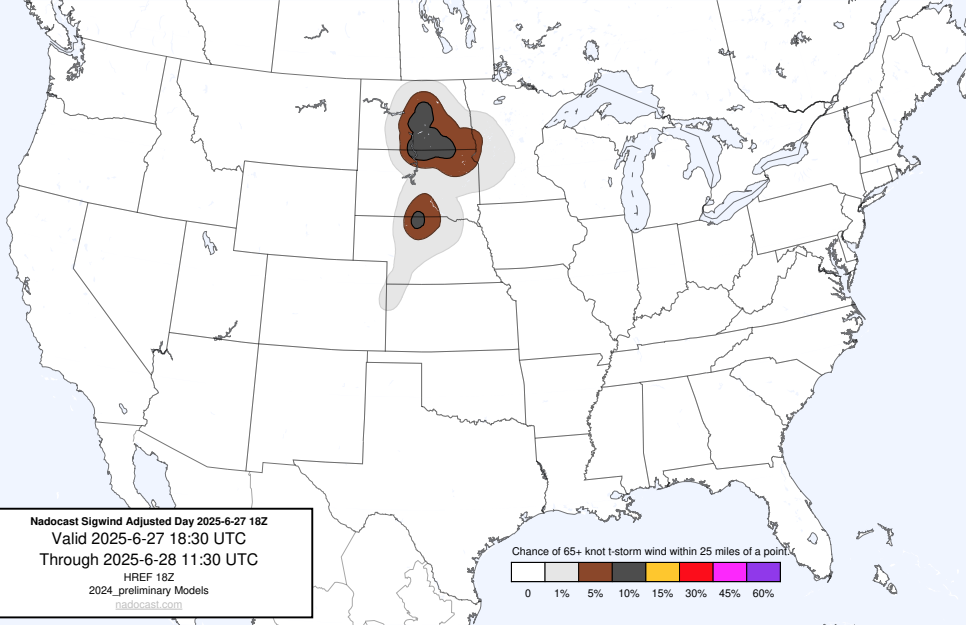 Nadocast Sigwind Adjusted Day 2025-6-27 18Z
Valid 2025-6-27 18:30 UTC
Through 2025-6-28 11:30 UTC
HREF 18Z
2024_preliminary Models
nadocast.com
Chance of 65+ knot t-storm wind within 25 miles of a point.
0 1% 5% 10% 15% 30% 45% 60%